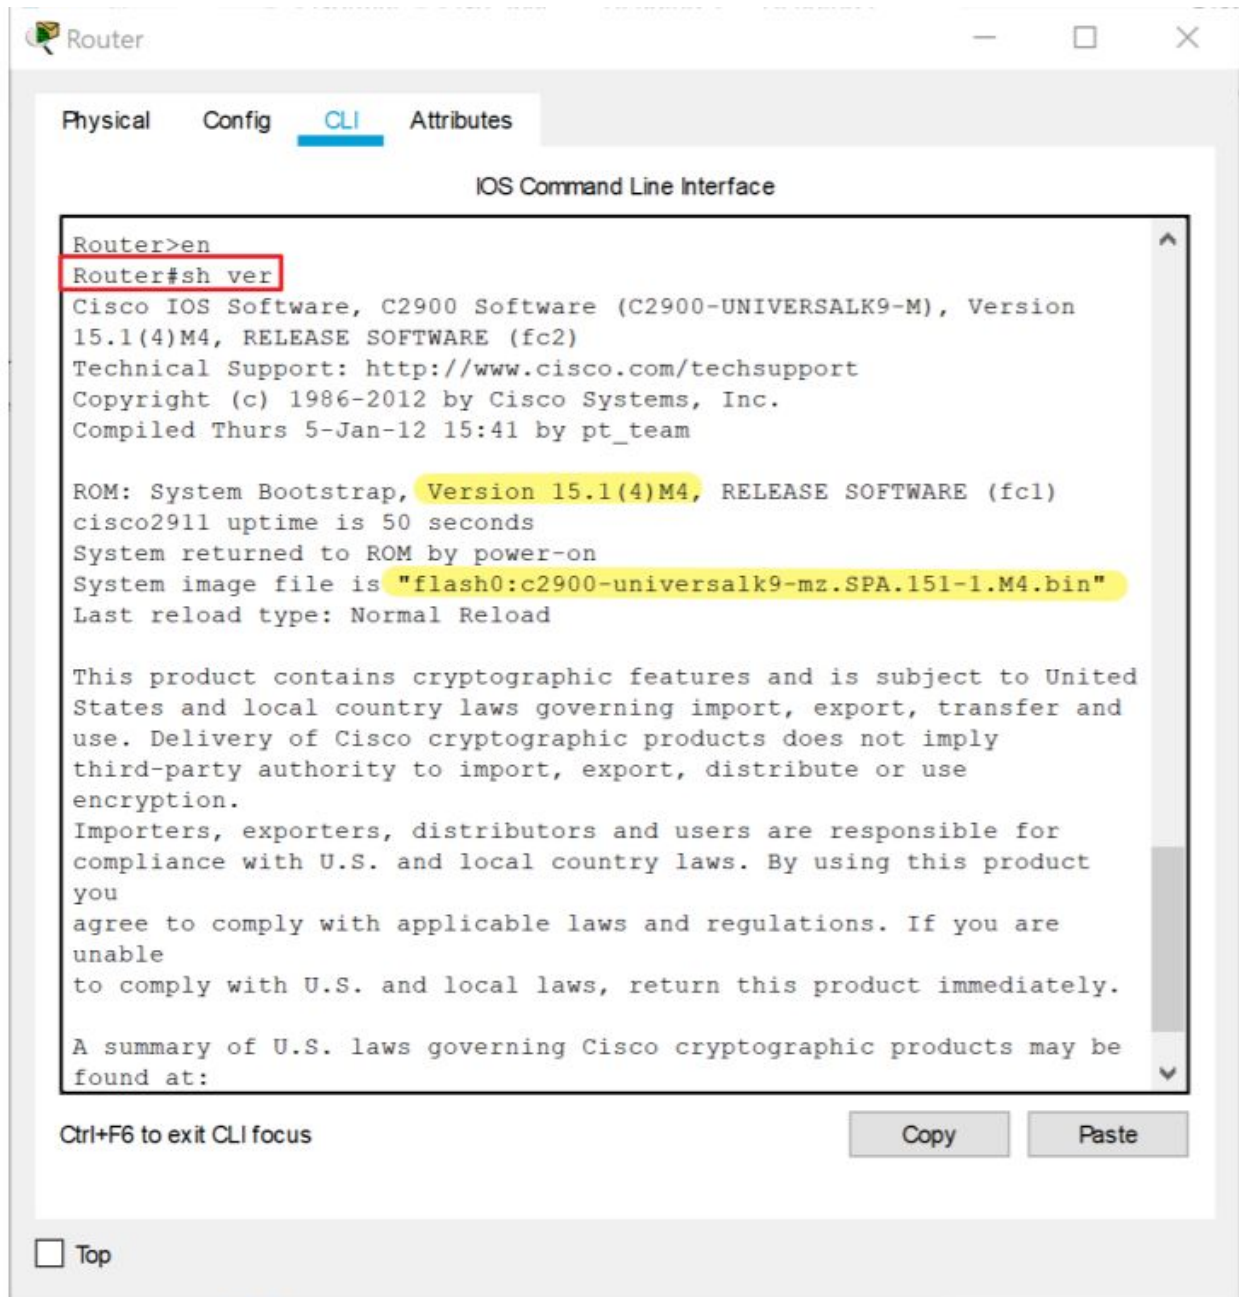 Router
Physical Config CLI Attributes
IOS Command Line Interface
Router>en
Router#sh ver
Cisco IOS Software, C2900 Software (C2900-UNIVERSALK9-M), Version
15.1(4)M4, RELEASE SOFTWARE (fc2)
Technical Support: http://www.cisco.com/techsupport
Copyright (c) 1986-2012 by Cisco Systems, Inc.
Compiled Thurs 5-Jan-12 15:41 by pt_team
ROM: System Bootstrap, Version 15.1(4)M4, RELEASE SOFTWARE (fc1)
cisco2911 uptime is 50 seconds
System returned to ROM by power-on
System image file is "flash0:c2900-universalk9-mz.SPA.151-1.M4.bin"
Last reload type: Normal Reload
This product contains cryptographic features and is subject to United
States and local country laws governing import, export, transfer and
use. Delivery of Cisco cryptographic products does not imply
third-party authority to import, export, distribute or use
encryption.
Importers, exporters, distributors and users are responsible for
compliance with U.S. and local country laws. By using this product
you
agree to comply with applicable laws and regulations. If you are
unable
to comply with U.S. and local laws, return this product immediately.
A summary of U.S. laws governing Cisco cryptographic products may be
found at:
Ctrl+F6 to exit CLI focus
Copy Paste
Top